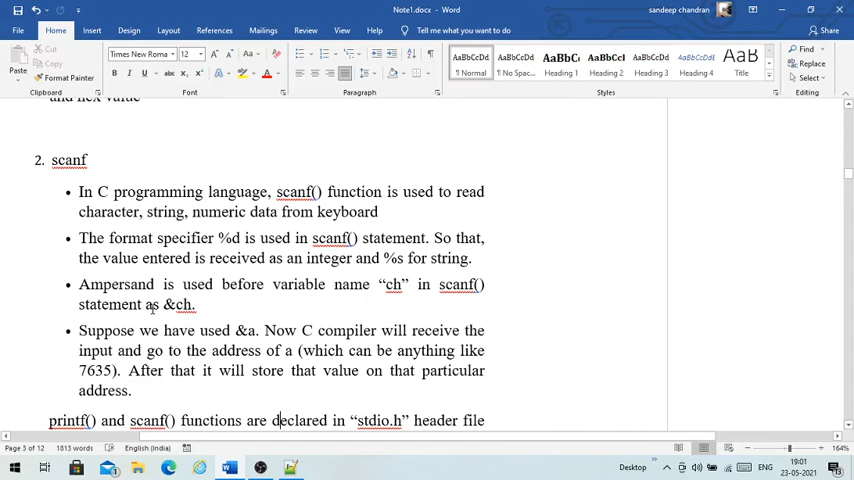 Note1.docx - Word
sandeep chandran
File Home Insert Design Layout References Mailings Review View Help Tell me what you want to do Share
Cut
Copy
Format Painter
Paste
Clipboard
Times New Roma 12
Font
Paragraph
AaBbCcDd AaBbCcDd AaBbC AaBbCc AaBbCcD AaBbCcDd AaB
¶ Normal ¶ No Spac... Heading 1 Heading 2 Heading 3 Heading 4 Title
Styles
Find
Replace
Select
Editing
and hex value
2. scanf
• In C programming language, scanf() function is used to read
character, string, numeric data from keyboard
• The format specifier %d is used in scanf() statement. So that,
the value entered is received as an integer and %s for string.
• Ampersand is used before variable name “ch” in scanf()
statement as &ch.
• Suppose we have used &a. Now C compiler will receive the
input and go to the address of a (which can be anything like
7635). After that it will store that value on that particular
address.
printf() and scanf() functions are declared in “stdio.h” header file
Page 3 of 12 1813 words English (India) 164%
Desktop ENG 19:01
23-05-2021